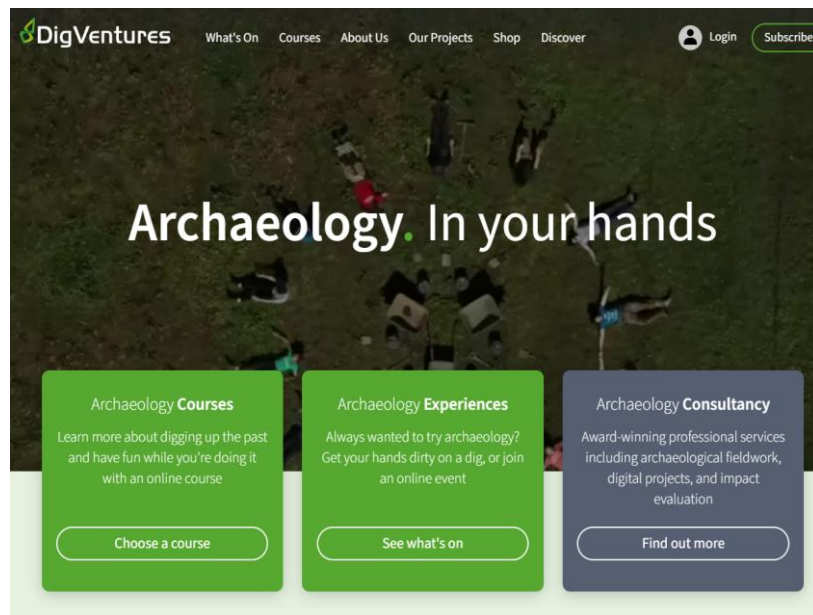 DigVentures
What's On Courses About Us Our Projects Shop Discover
Login
Subscribe
Archaeology. In your hands
Archaeology Courses
Learn more about digging up the past
and have fun while you're doing it
with an online course
Choose a course
Archaeology Experiences
Always wanted to try archaeology?
Get your hands dirty on a dig, or join
an online event
See what's on
Archaeology Consultancy
Award-winning professional services
including archaeological fieldwork,
digital projects, and impact
evaluation
Find out more